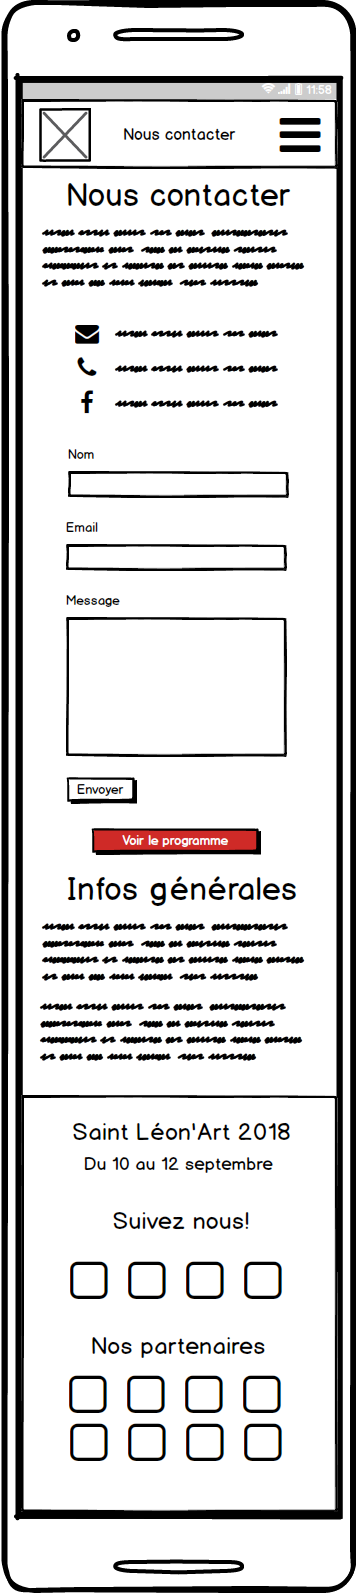 11:58
Nous contacter
Nous contacter
Nom
Email
Message
Envoyer
Voir le programme
Infos générales
Saint Léon'Art 2018
Du 10 au 12 septembre
Suivez nous!
Nos partenaires